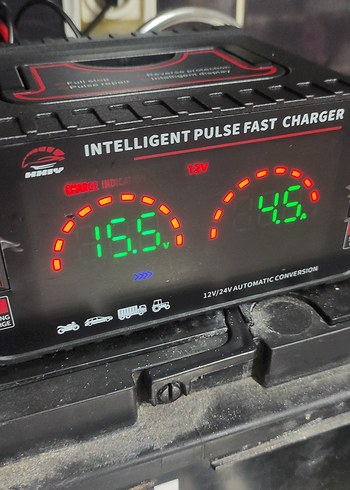 Full stop
Pulse repair
Reverse protection
Intelligent display
INTELLIGENT PULSE FAST CHARGER
12V
15.5V
4.5A
12V/24V AUTOMATIC CONVERSION